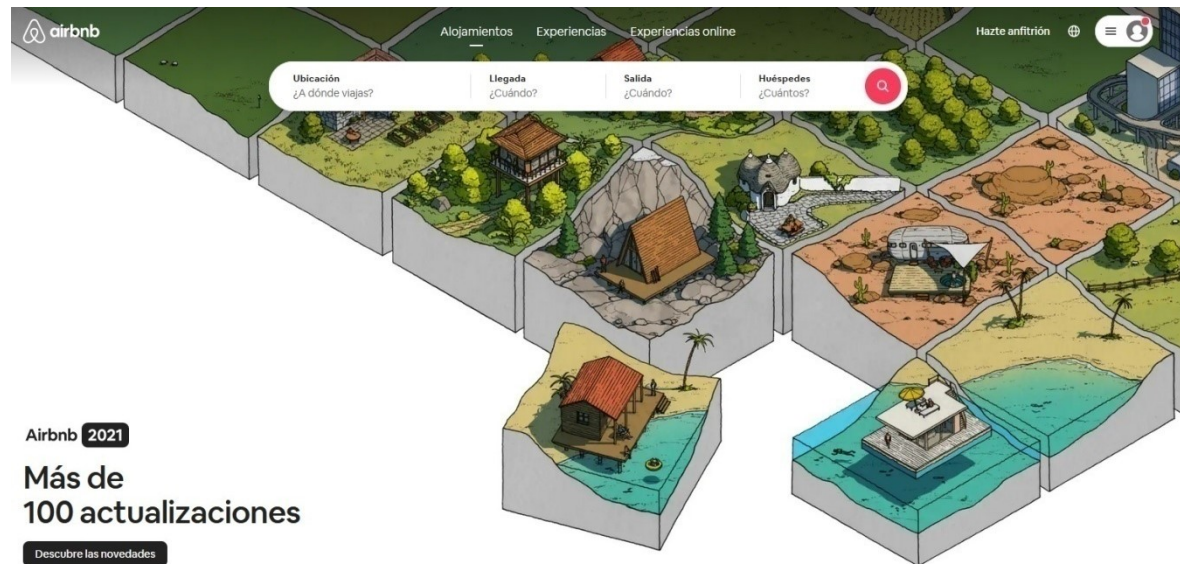 airbnb
Alojamientos Experiencias Experiencias online
Hazte anfitrión
Ubicación Llegada Salida Huéspedes
¿A dónde viajas? ¿Cuándo? ¿Cuándo? ¿Cuántos?
Airbnb 2021
Más de
100 actualizaciones
Descubre las novedades